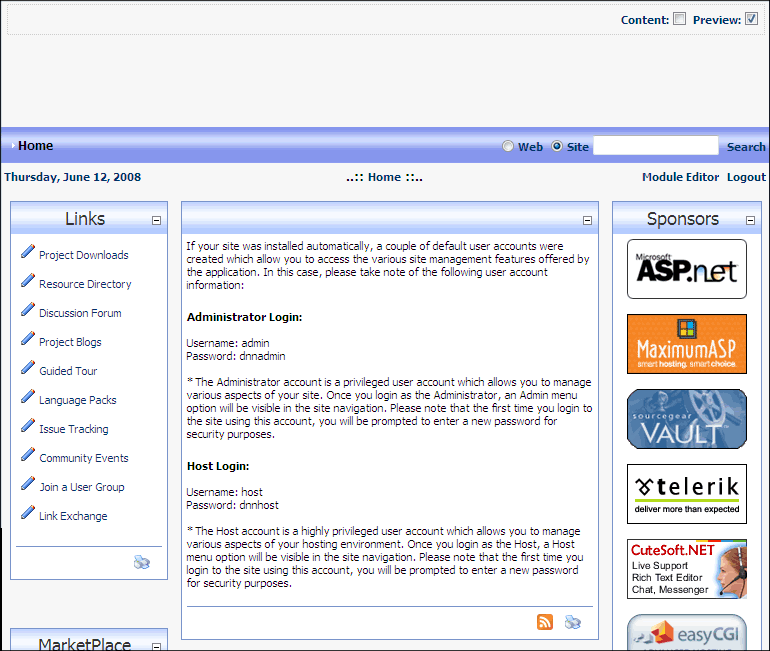 Content: Preview:
Home
Web Site Search
Thursday, June 12, 2008
..:: Home ::..
Module Editor Logout
Links
Project Downloads
Resource Directory
Discussion Forum
Project Blogs
Guided Tour
Language Packs
Issue Tracking
Community Events
Join a User Group
Link Exchange
MarketPlace
If your site was installed automatically, a couple of default user accounts were
created which allow you to access the various site management features offered by
the application. In this case, please take note of the following user account
information:
Administrator Login:
Username: admin
Password: dnnadmin
* The Administrator account is a privileged user account which allows you to manage
various aspects of your site. Once you login as the Administrator, an Admin menu
option will be visible in the site navigation. Please note that the first time you login to
the site using this account, you will be prompted to enter a new password for
security purposes.
Host Login:
Username: host
Password: dnnhost
* The Host account is a highly privileged user account which allows you to manage
various aspects of your hosting environment. Once you login as the Host, a Host
menu option will be visible in the site navigation. Please note that the first time you
login to the site using this account, you will be prompted to enter a new password
for security purposes.
Sponsors
Microsoft
ASP.net
MaximumASP
smart hosting. smart choice.
sourcegear
VAULT
telerik
deliver more than expected
CuteSoft.NET
Live Support
Rich Text Editor
Chat, Messenger
easyCGI